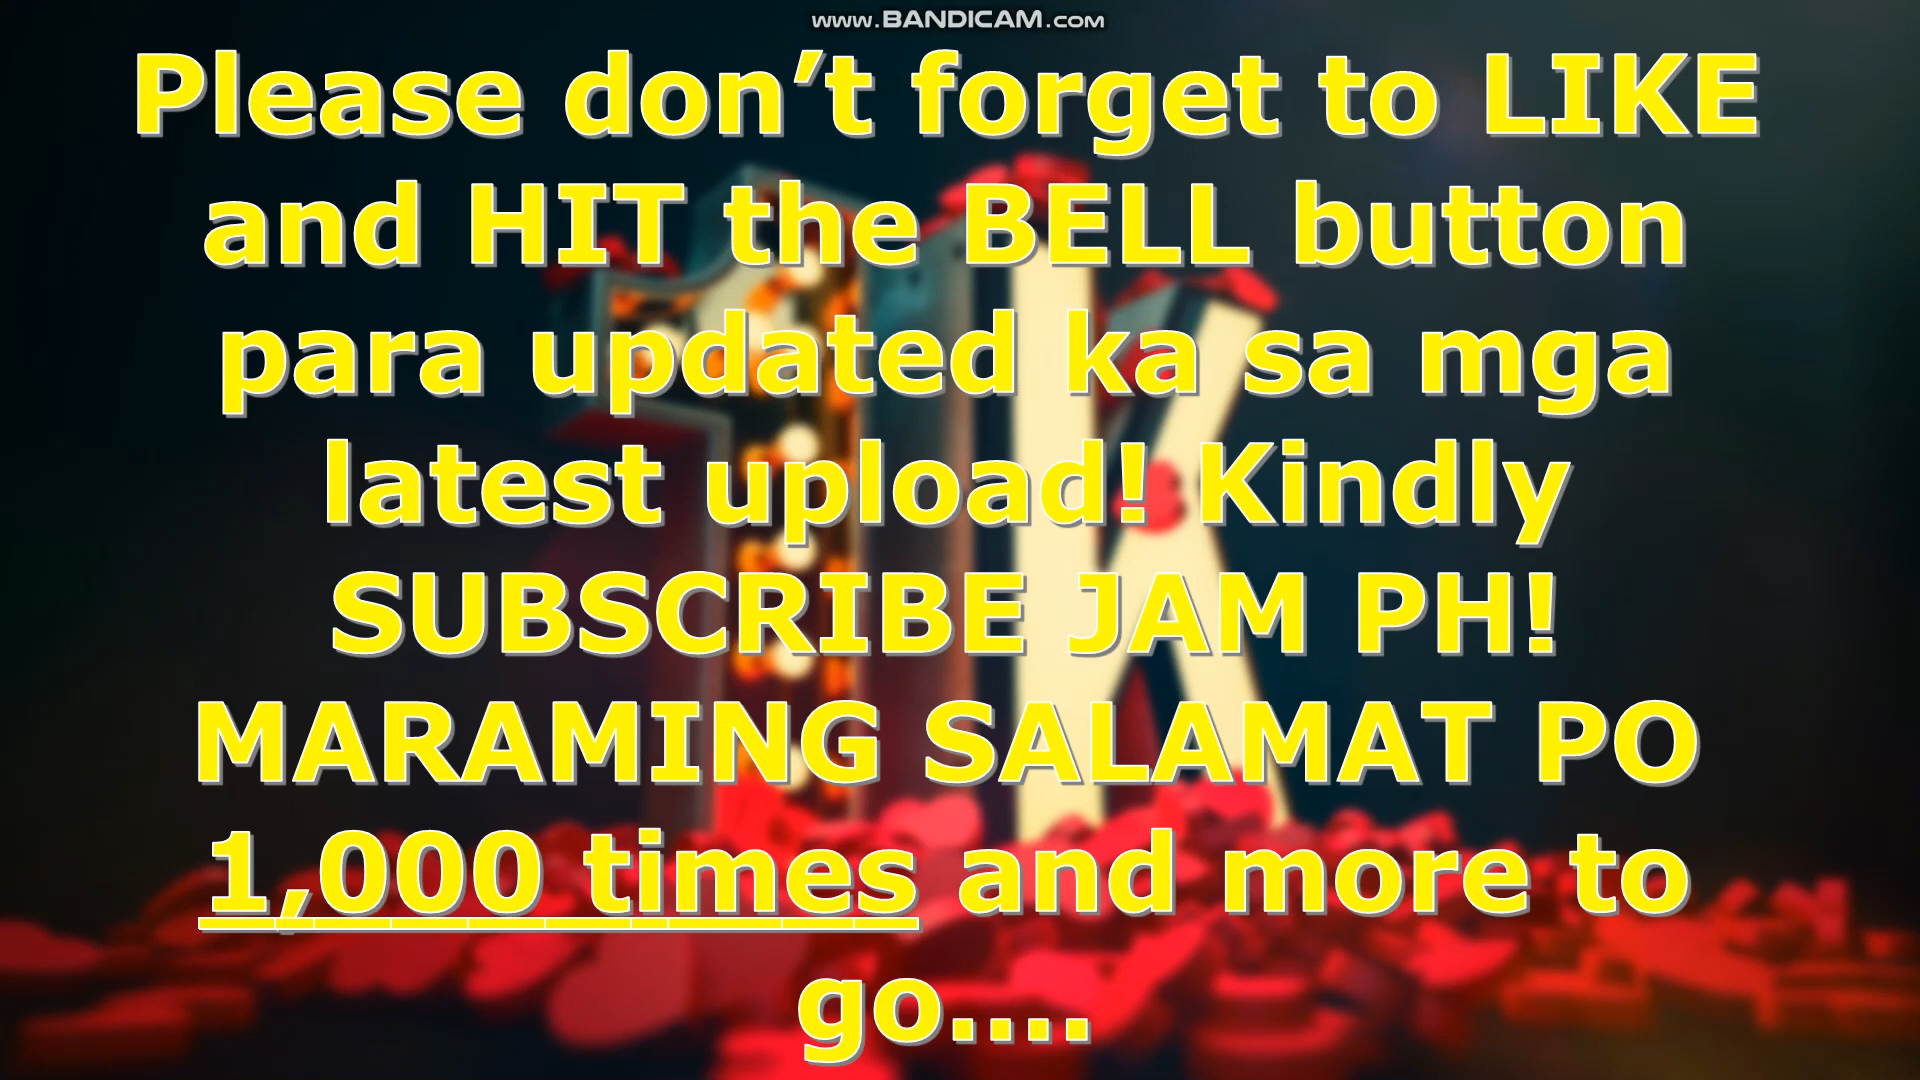 www.BANDICAM.com
Please don’t forget to LIKE
and HIT the BELL button
para updated ka sa mga
latest upload! Kindly
SUBSCRIBE JAM PH!
MARAMING SALAMAT PO
1,000 times and more to
go....